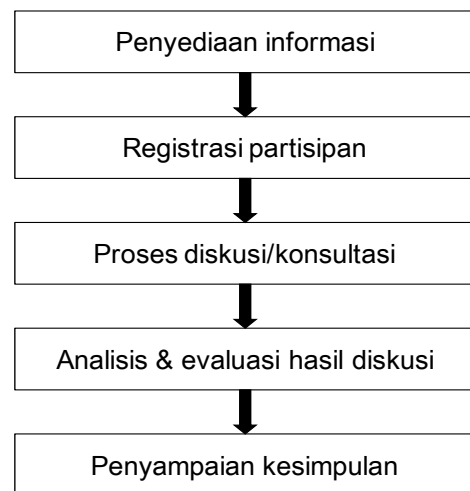 Penyediaan informasi
Registrasi partisipan
Proses diskusi/konsultasi
Analisis & evaluasi hasil diskusi
Penyampaian kesimpulan